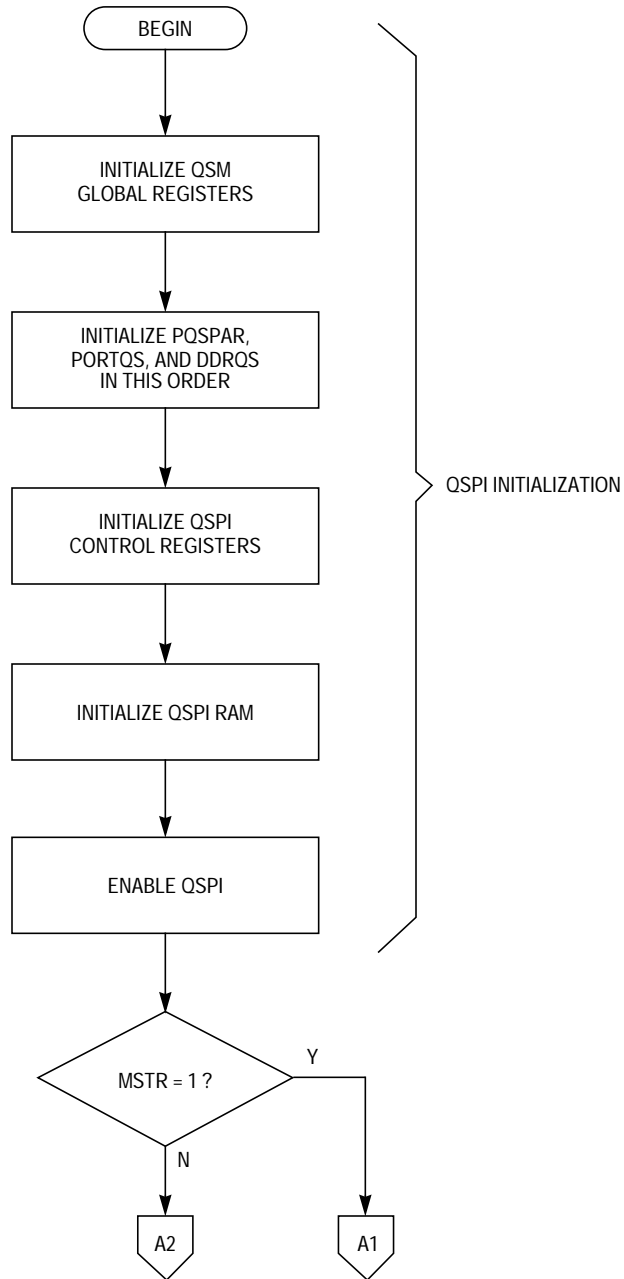 BEGIN
INITIALIZE QSM
GLOBAL REGISTERS
INITIALIZE PQSPAR,
PORTQS, AND DDRQS
IN THIS ORDER
QSPI INITIALIZATION
INITIALIZE QSPI
CONTROL REGISTERS
INITIALIZE QSPI RAM
ENABLE QSPI
MSTR = 1 ?
Y
N
A2
A1